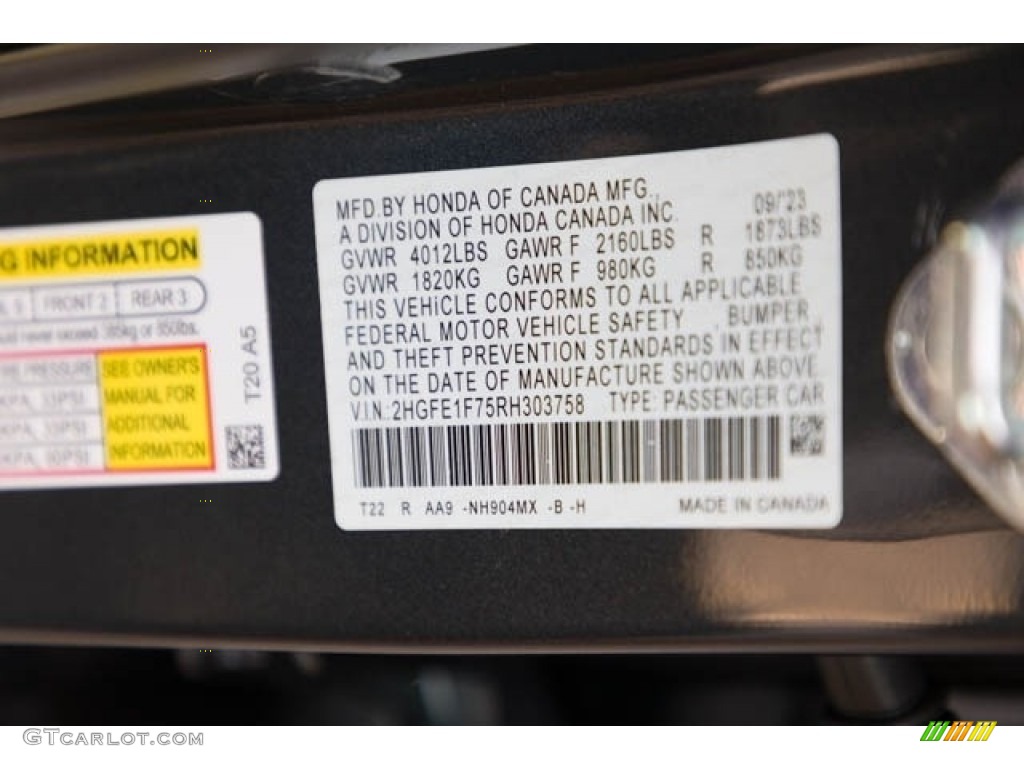 G INFORMATION
FRONT 2 REAR 3
SEE OWNER'S
MANUAL FOR
ADDITIONAL
INFORMATION
T20 A5
MFD.BY HONDA OF CANADA MFG., 09/'23
A DIVISION OF HONDA CANADA INC.
GVWR 4012LBS GAWR F 2160LBS R 1873LBS
GVWR 1820KG GAWR F 980KG R 850KG
THIS VEHICLE CONFORMS TO ALL APPLICABLE
FEDERAL MOTOR VEHICLE SAFETY , BUMPER ,
AND THEFT PREVENTION STANDARDS IN EFFECT
ON THE DATE OF MANUFACTURE SHOWN ABOVE.
VIN:2HGFE1F75RH303758 TYPE: PASSENGER CAR
T22 R AA9 -NH904MX -B -H MADE IN CANADA
GTCARLOT.COM